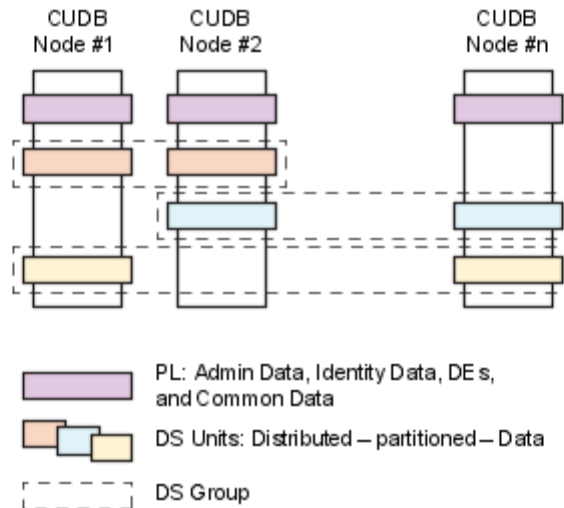 CUDB
Node #1
CUDB
Node #2
CUDB
Node #n
PL: Admin Data, Identity Data, DEs,
and Common Data
DS Units: Distributed – partitioned – Data
DS Group